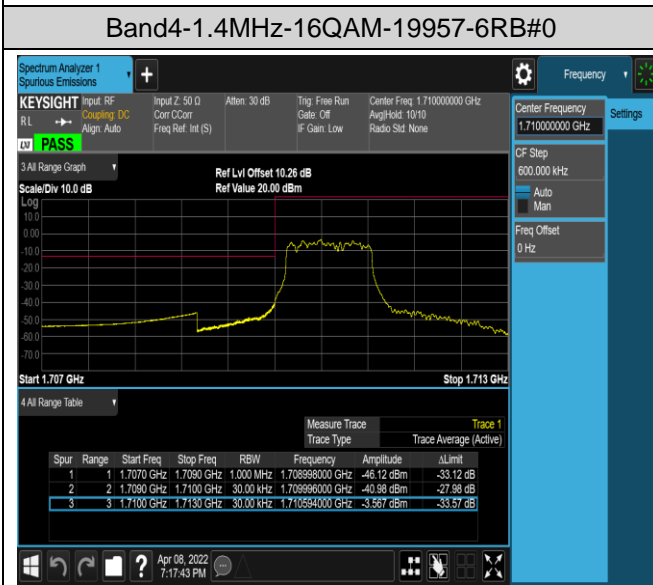 Band4-1.4MHz-16QAM-19957-6RB#0
Spectrum Analyzer 1
Spurious Emissions
+
Frequency
KEYSIGHT
Input: RF
Coupling: DC
Align: Auto
Input Z: 50 Ω
Corr CCorr
Freq Ref: Int (S)
Atten: 30 dB
Trig: Free Run
Gate: Off
IF Gain: Low
Center Freq: 1.710000000 GHz
Avg|Hold: 10/10
Radio Std: None
RL
LXI
PASS
Center Frequency
1.710000000 GHz
Settings
CF Step
600.000 kHz
Auto
Man
Freq Offset
0 Hz
3 All Range Graph
Scale/Div 10.0 dB
Ref Lvl Offset 10.26 dB
Ref Value 20.00 dBm
Log
10.0
0.00
-10.0
-20.0
-30.0
-40.0
-50.0
-60.0
-70.0
Start 1.707 GHz
Stop 1.713 GHz
4 All Range Table
Measure Trace Trace 1
Trace Type Trace Average (Active)
Spur Range Start Freq Stop Freq RBW Frequency Amplitude ΔLimit
1 1 1.7070 GHz 1.7090 GHz 1.000 MHz 1.708998000 GHz -46.12 dBm -33.12 dB
2 2 1.7090 GHz 1.7100 GHz 30.00 kHz 1.709996000 GHz -40.98 dBm -27.98 dB
3 3 1.7100 GHz 1.7130 GHz 30.00 kHz 1.710594000 GHz -3.567 dBm -33.57 dB
?
Apr 08, 2022
7:17:43 PM